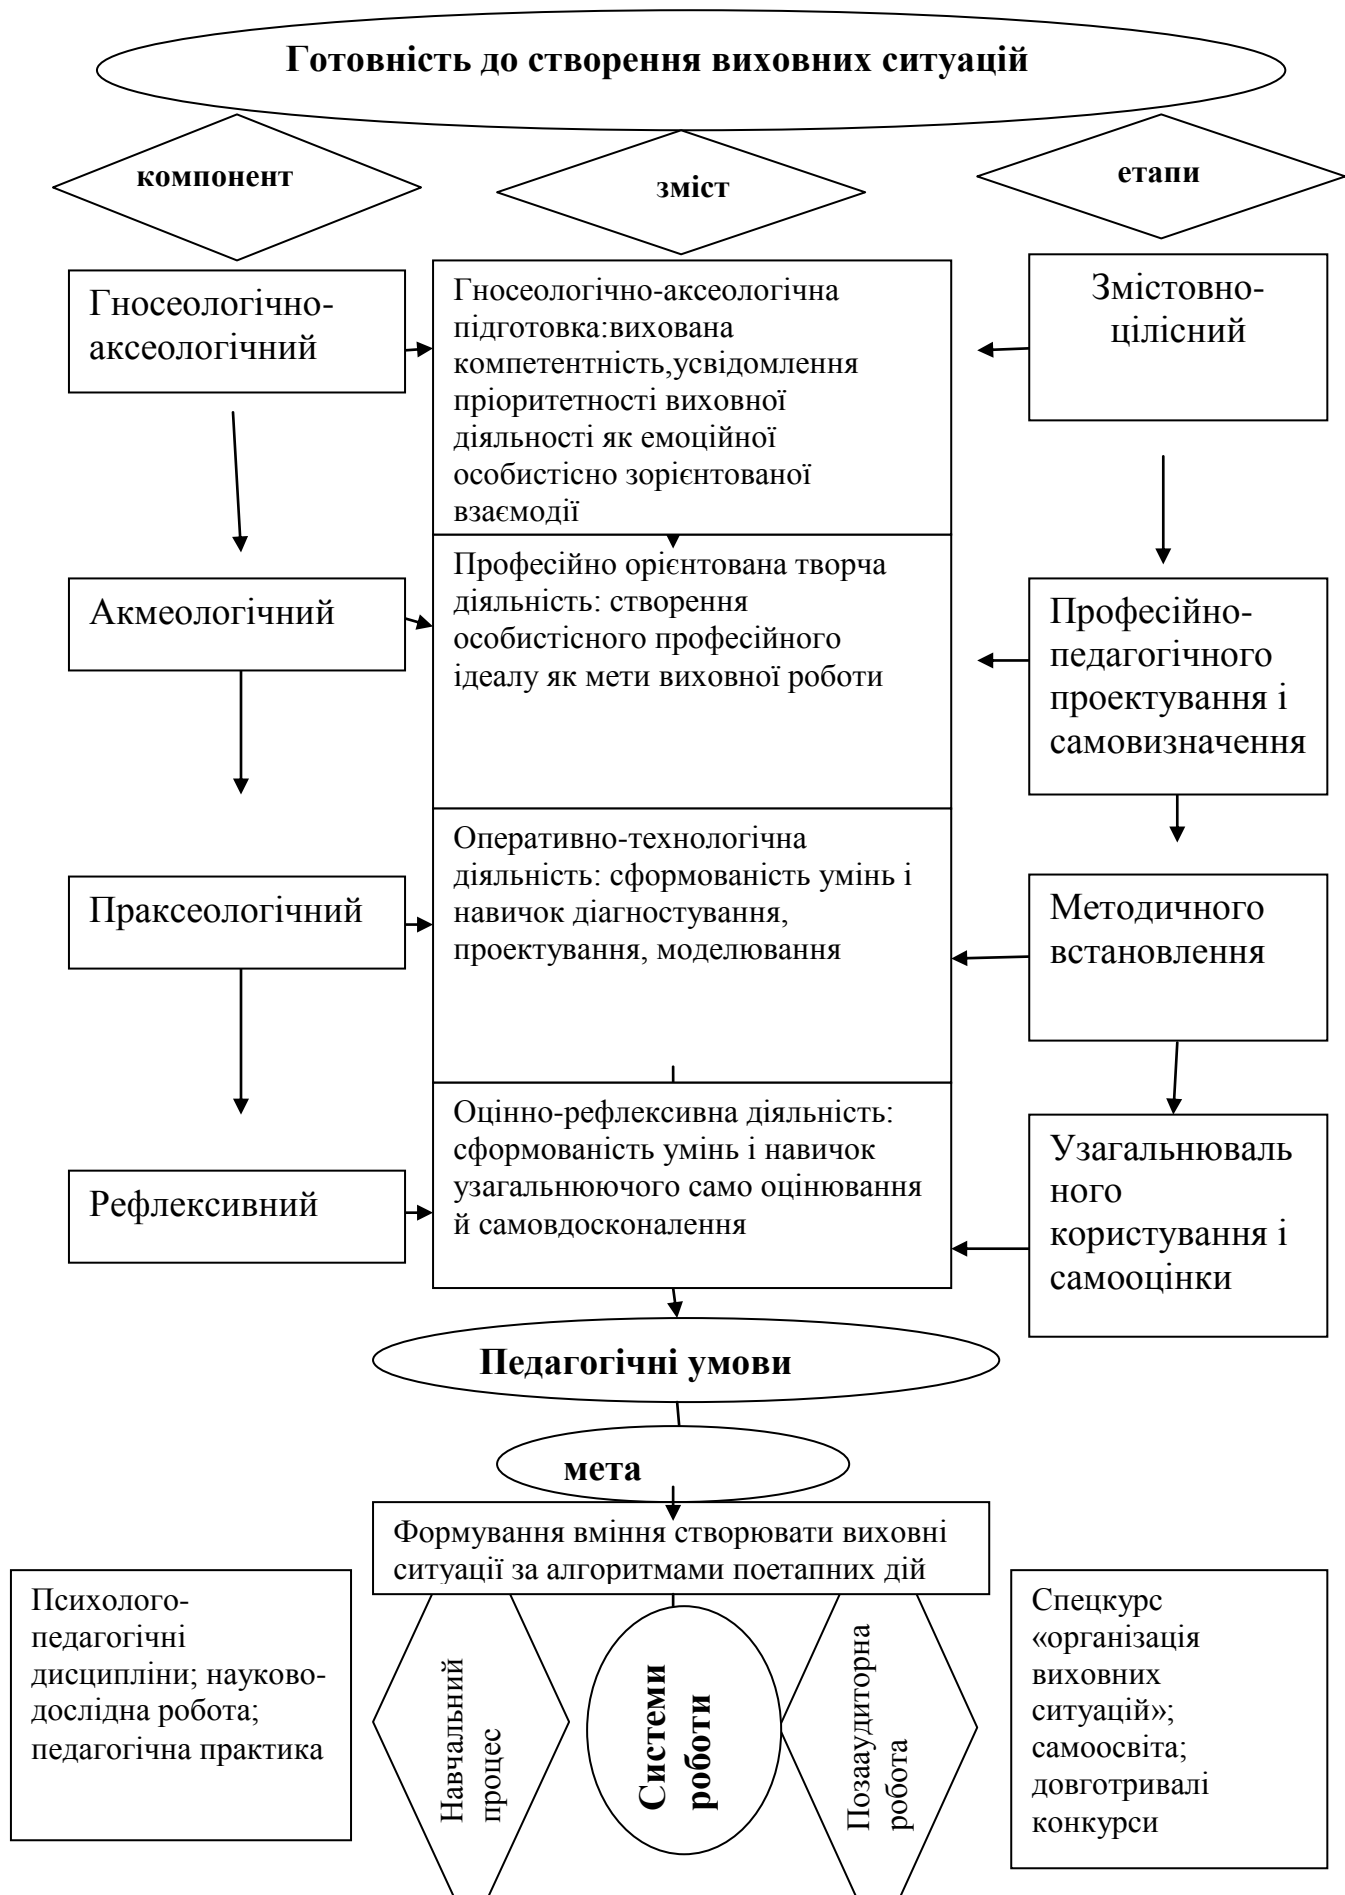 Готовність до створення виховних ситуацій
компонент
зміст
етапи
Гносеологічно-
аксеологічний
Гносеологічно-аксеологічна
підготовка:вихована
компетентність,усвідомлення
пріоритетності виховної
діяльності як емоційної
особистісно зорієнтованої
взаємодії
Змістовно-
цілісний
Акмеологічний
Професійно орієнтована творча
діяльність: створення
особистісного професійного
ідеалу як мети виховної роботи
Професійно-
педагогічного
проектування і
самовизначення
Праксеологічний
Оперативно-технологічна
діяльність: сформованість умінь і
навичок діагностування,
проектування, моделювання
Методичного
встановлення
Рефлексивний
Оцінно-рефлексивна діяльність:
сформованість умінь і навичок
узагальнюючого само оцінювання
й самовдосконалення
Узагальнюваль
ного
користування і
самооцінки
Педагогічні умови
мета
Формування вміння створювати виховні
ситуації за алгоритмами поетапних дій
Психолого-
педагогічні
дисципліни; науково-
дослідна робота;
педагогічна практика
Навчальний
процес
Системи
роботи
Позааудиторна
робота
Спецкурс
«організація
виховних
ситуацій»;
самоосвіта;
довготривалі
конкурси